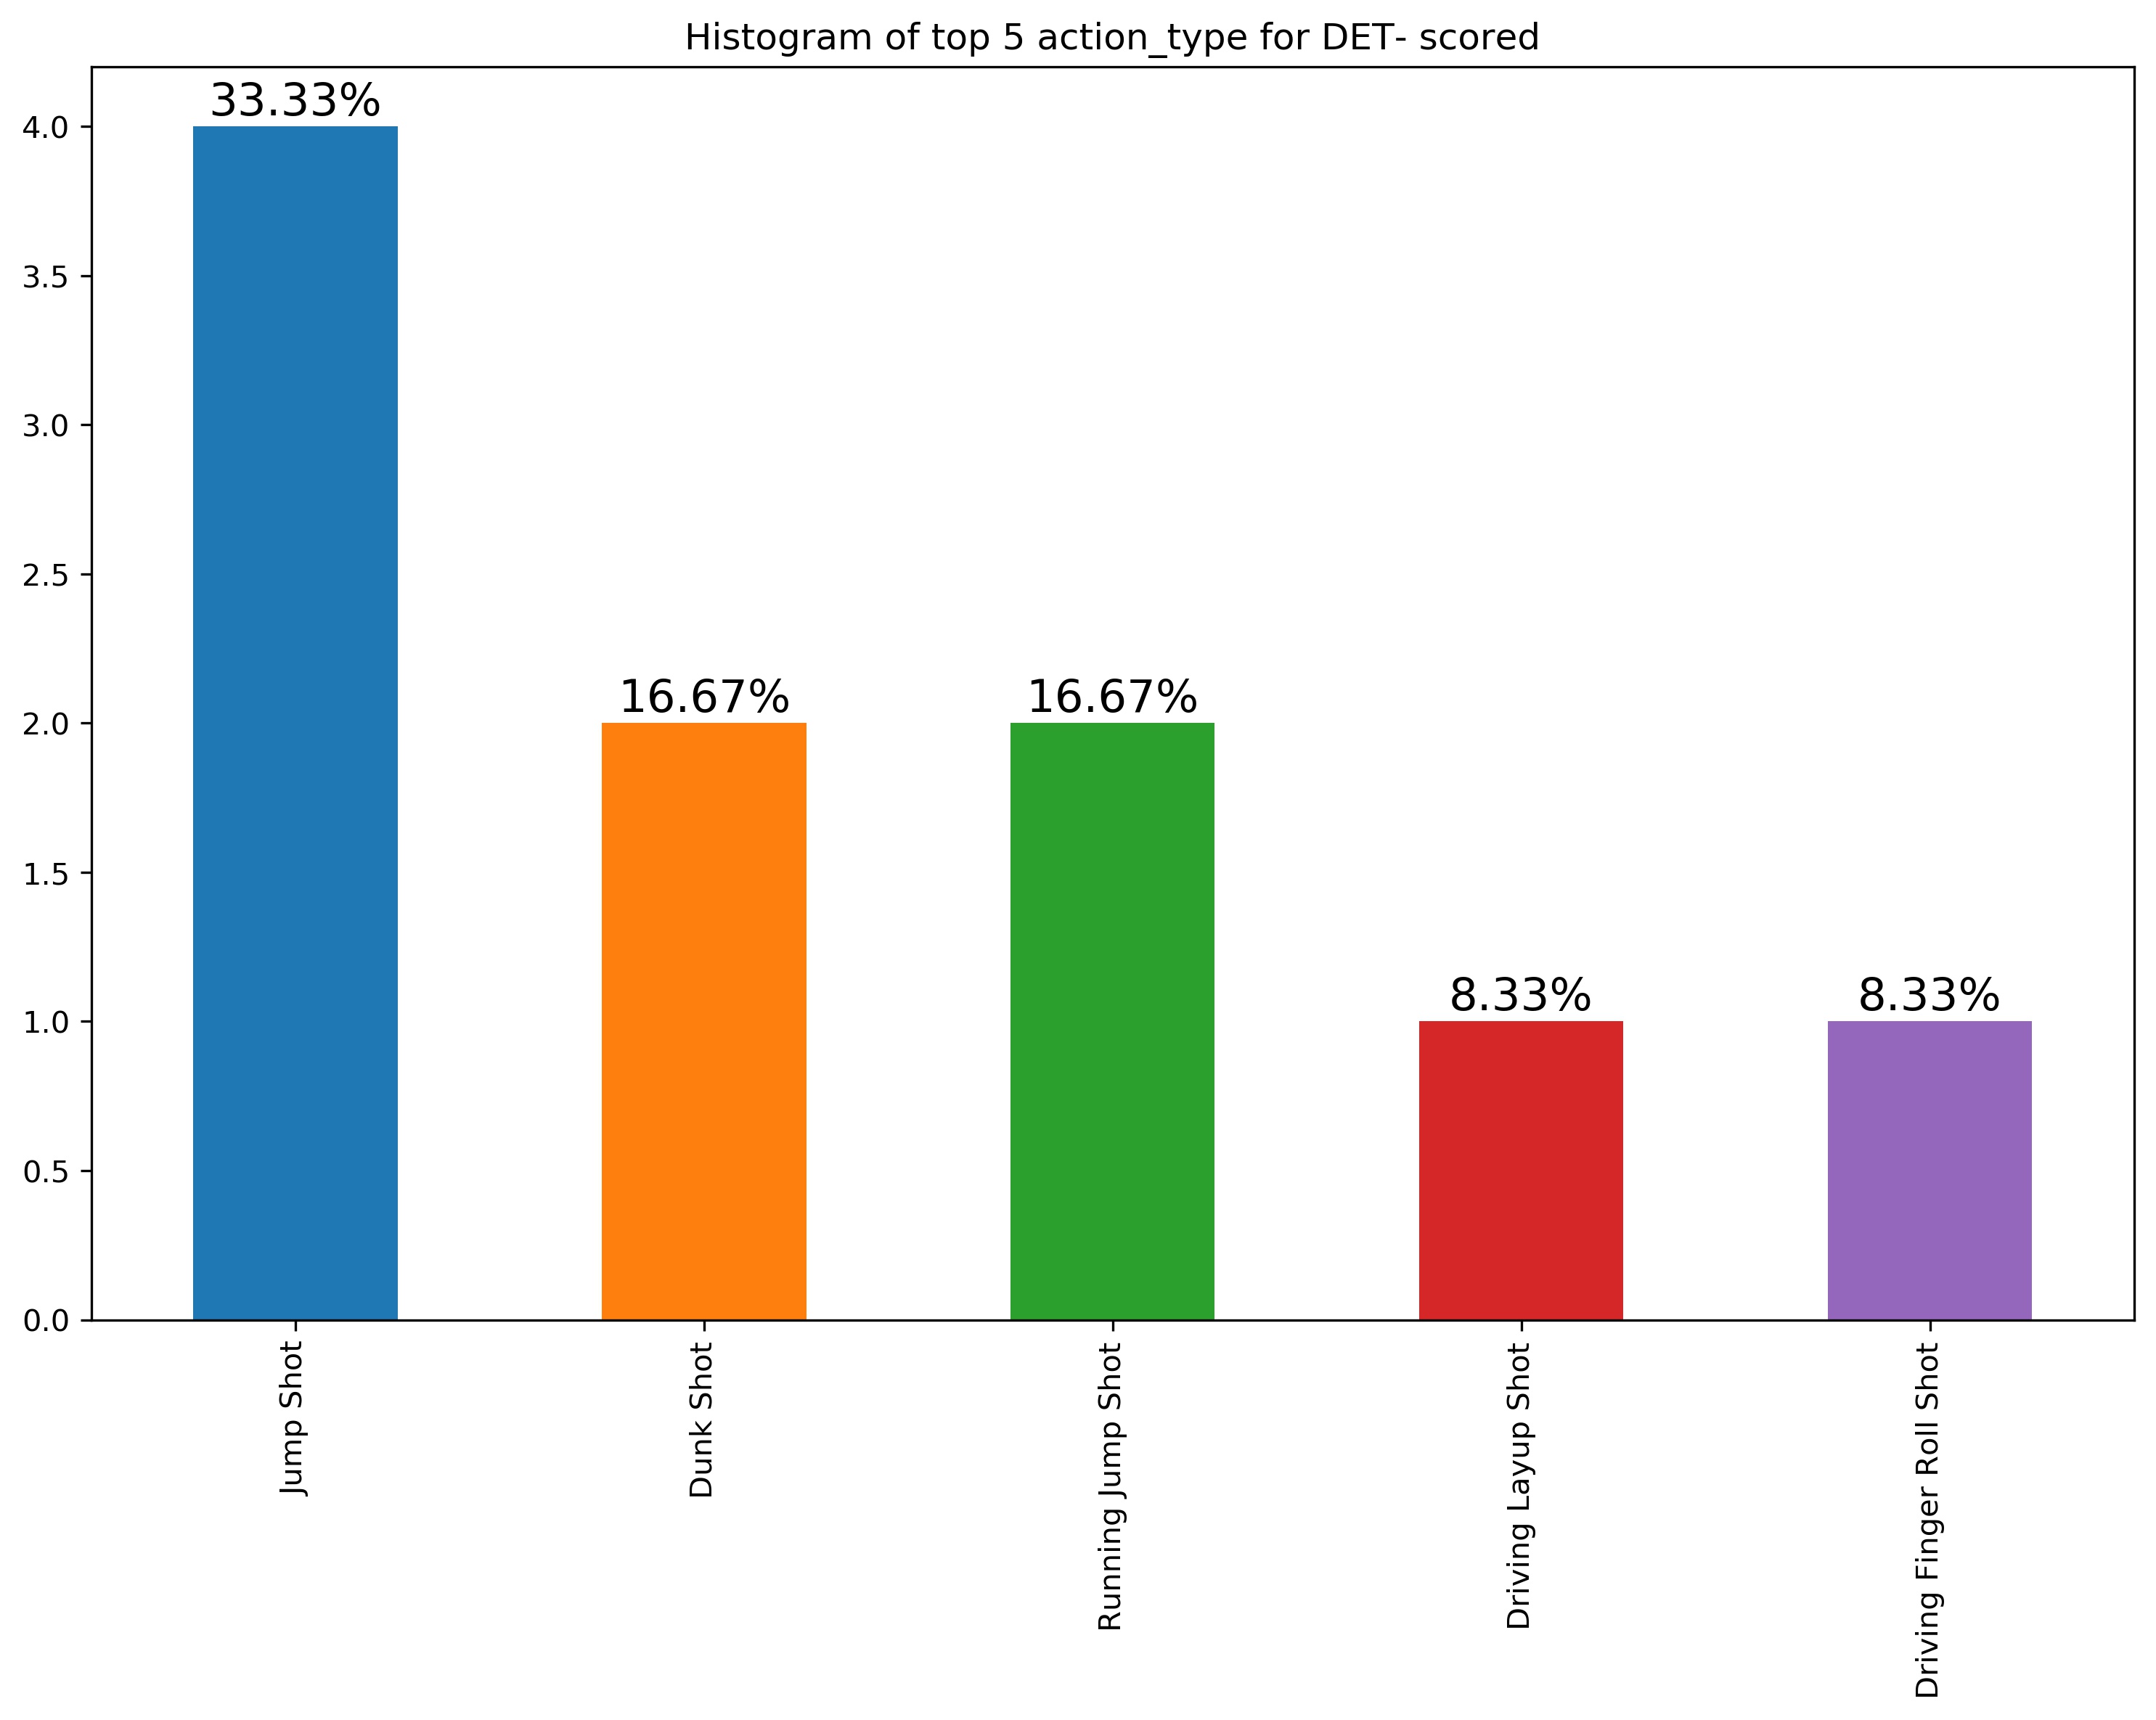 Histogram of top 5 action_type for DET- scored
33.33%
4.0
3.5
3.0
2.5
16.67%
16.67%
2.0
1.5
8.33%
8.33%
1.0
0.5
0.0
Jump Shot
Dunk Shot
Running Jump Shot
Driving Layup Shot
Driving Finger Roll Shot